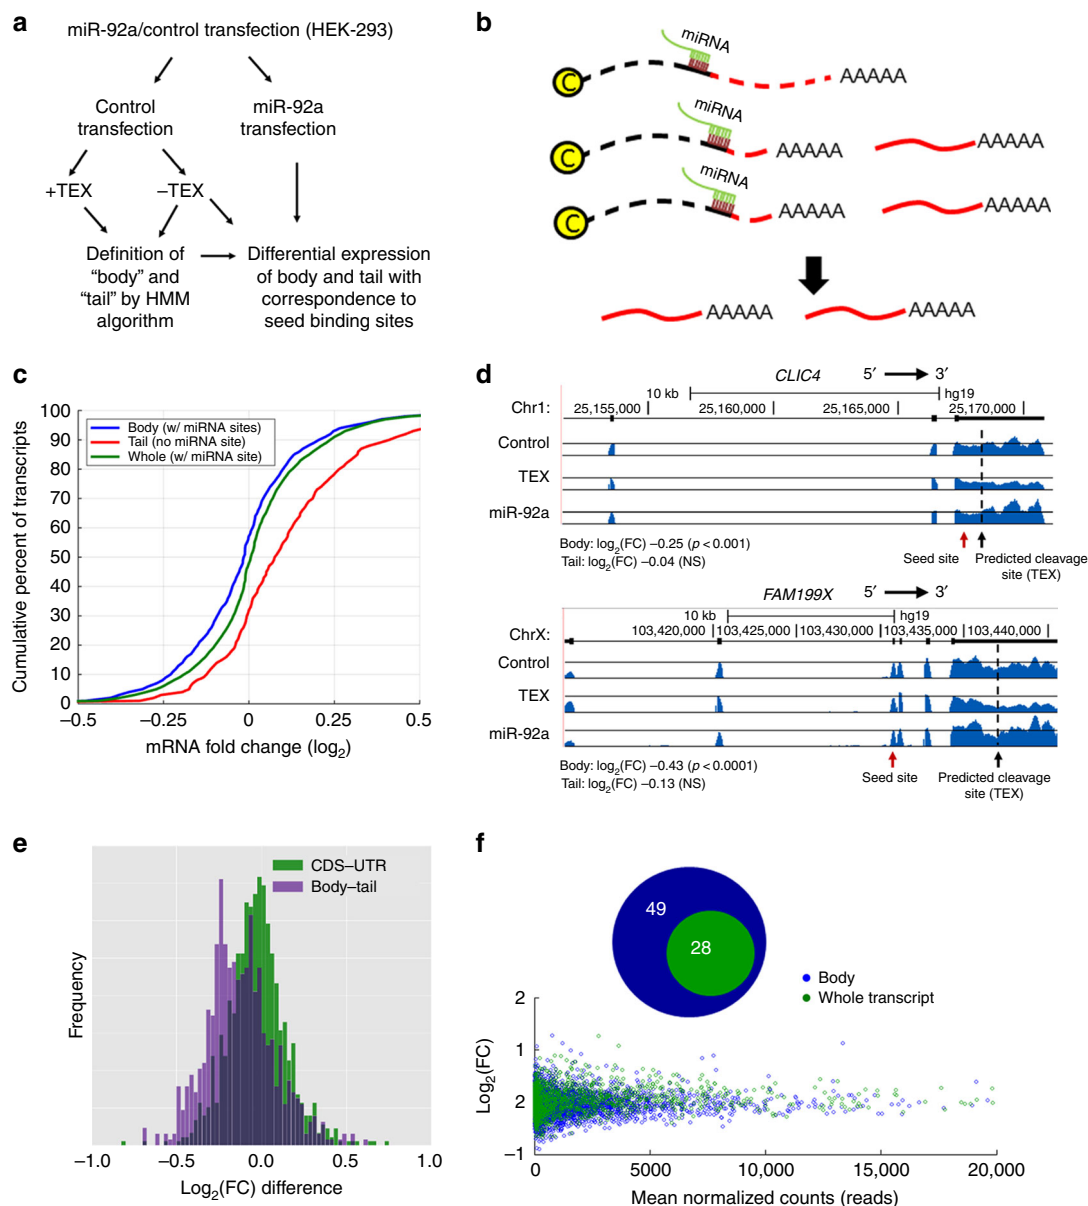 a
miR-92a/control transfection (HEK-293)
Control
transfection
miR-92a
transfection
+TEX
–TEX
Definition of
“body” and
“tail” by HMM
algorithm
Differential expression
of body and tail with
correspondence to
seed binding sites
b
miRNA
C
AAAAA
miRNA
C
AAAAA
AAAAA
miRNA
C
AAAAA
AAAAA
AAAAA
AAAAA
c
Cumulative percent of transcripts
100
90
80
70
60
50
40
30
20
10
0
Body (w/ miRNA sites)
Tail (no miRNA site)
Whole (w/ miRNA site)
–0.5
–0.25
0
0.25
0.5
mRNA fold change (log2)
d
CLIC4
5′
3′
10 kb
hg19
Chr1:
25,155,000
25,160,000
25,165,000
25,170,000
Control
TEX
miR-92a
Body: log2(FC) –0.25 (p < 0.001)
Tail: log2(FC) –0.04 (NS)
Seed site
Predicted cleavage
site (TEX)
FAM199X
5′
3′
10 kb
hg19
ChrX:
103,420,000
103,425,000
103,430,000
103,435,000
103,440,000
Control
TEX
miR-92a
Body: log2(FC) –0.43 (p < 0.0001)
Tail: log2(FC) –0.13 (NS)
Seed site
Predicted cleavage
site (TEX)
e
Frequency
CDS–UTR
Body–tail
–1.0
–0.5
0.0
0.5
1.0
Log2(FC) difference
f
49
28
Body
Whole transcript
Log2(FC)
2
1
2
–1
0
5000
10,000
15,000
20,000
Mean normalized counts (reads)